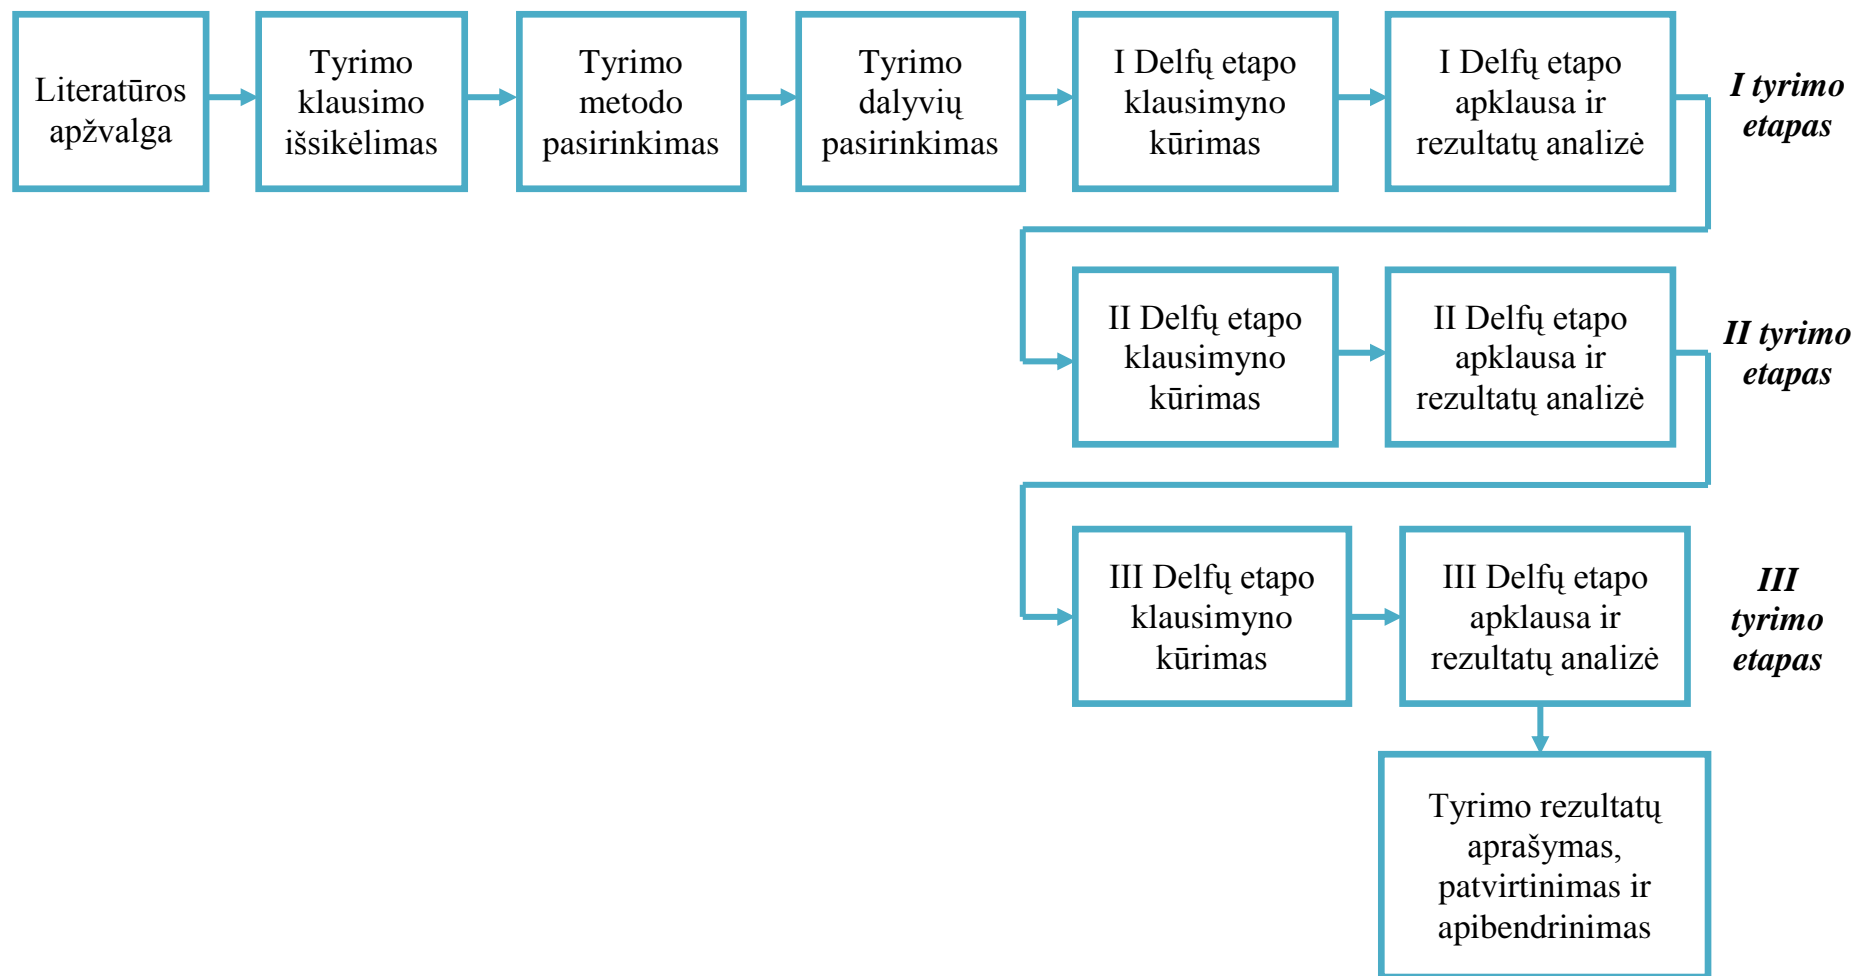 Literatūros
apžvalga
Tyrimo
klausimo
išsikėlimas
Tyrimo
metodo
pasirinkimas
Tyrimo
dalyvių
pasirinkimas
I Delfų etapo
klausimyno
kūrimas
I Delfų etapo
apklausa ir
rezultatų analizė
I tyrimo
etapas
II Delfų etapo
klausimyno
kūrimas
II Delfų etapo
apklausa ir
rezultatų analizė
II tyrimo
etapas
III Delfų etapo
klausimyno
kūrimas
III Delfų etapo
apklausa ir
rezultatų analizė
III
tyrimo
etapas
Tyrimo rezultatų
aprašymas,
patvirtinimas ir
apibendrinimas